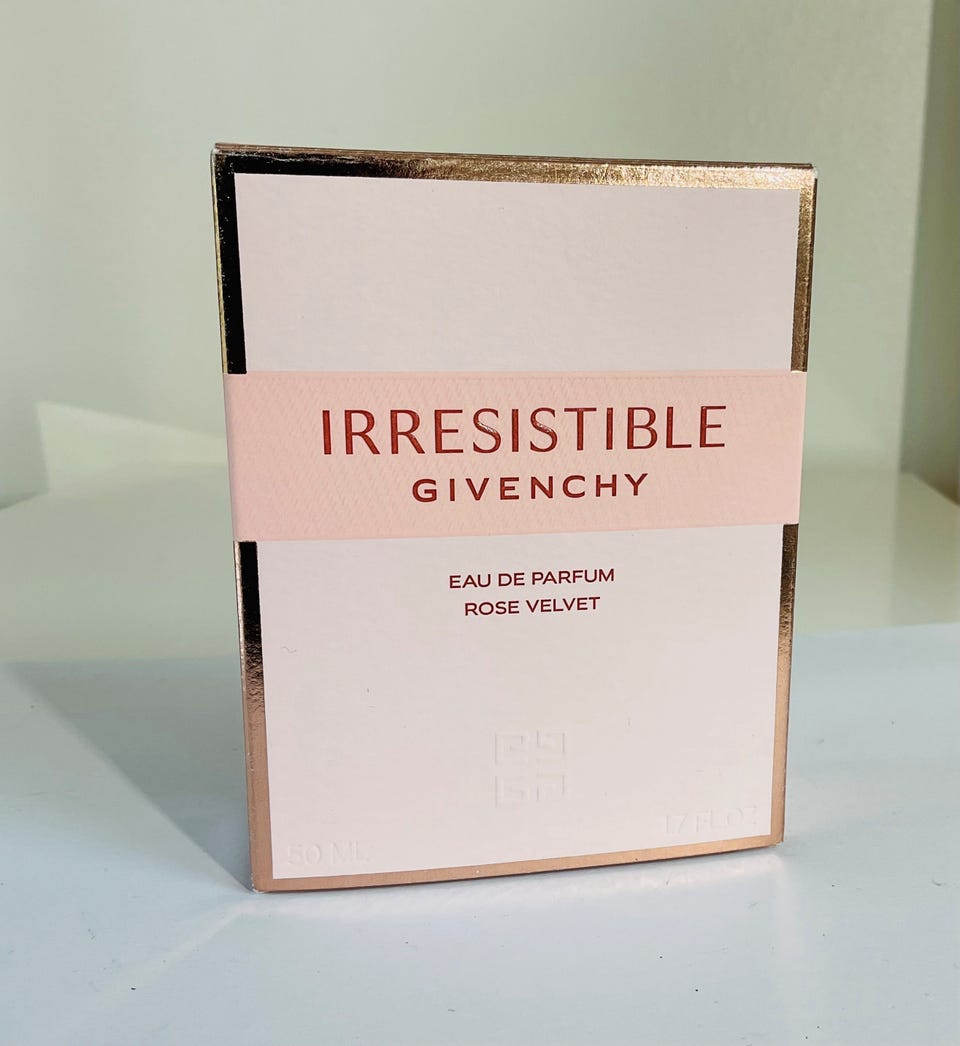 IRRESISTIBLE
GIVENCHY
EAU DE PARFUM
ROSE VELVET
50 ML
1.7 FL.OZ